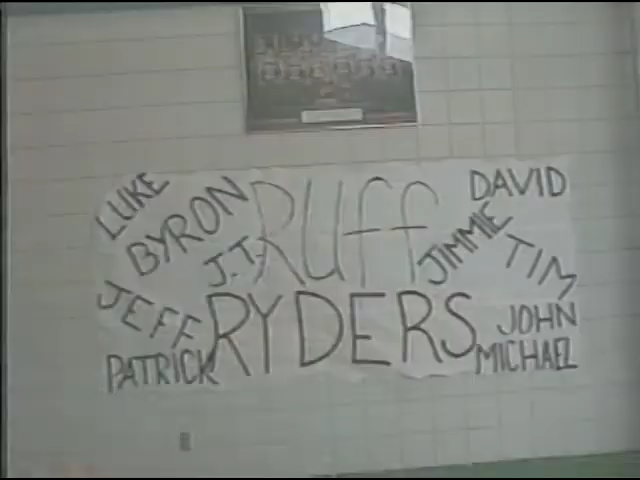 LUKE
BYRON
J.T.
JEFF
PATRICK
RUff
RYDERS
DAVID
JIMMIE
TIM
JOHN
MICHAEL